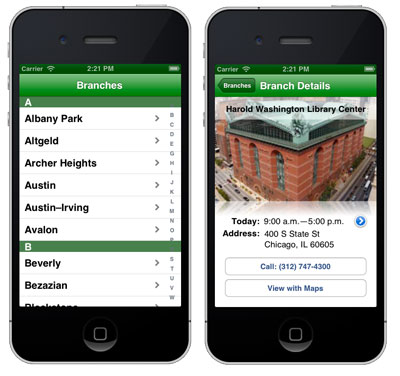 Carrier 2:21 PM
Branches
A
Albany Park
Altgeld
Archer Heights
Austin
Austin–Irving
Avalon
B
Beverly
Bezazian
Blackstone
B
C
D
E
G
H
I
J
K
L
M
N
O
P
S
T
U
V
W
Carrier 2:21 PM
Branches
Branch Details
Harold Washington Library Center
Today: 9:00 a.m.—5:00 p.m.
Address: 400 S State St
Chicago, IL 60605
Call: (312) 747-4300
View with Maps